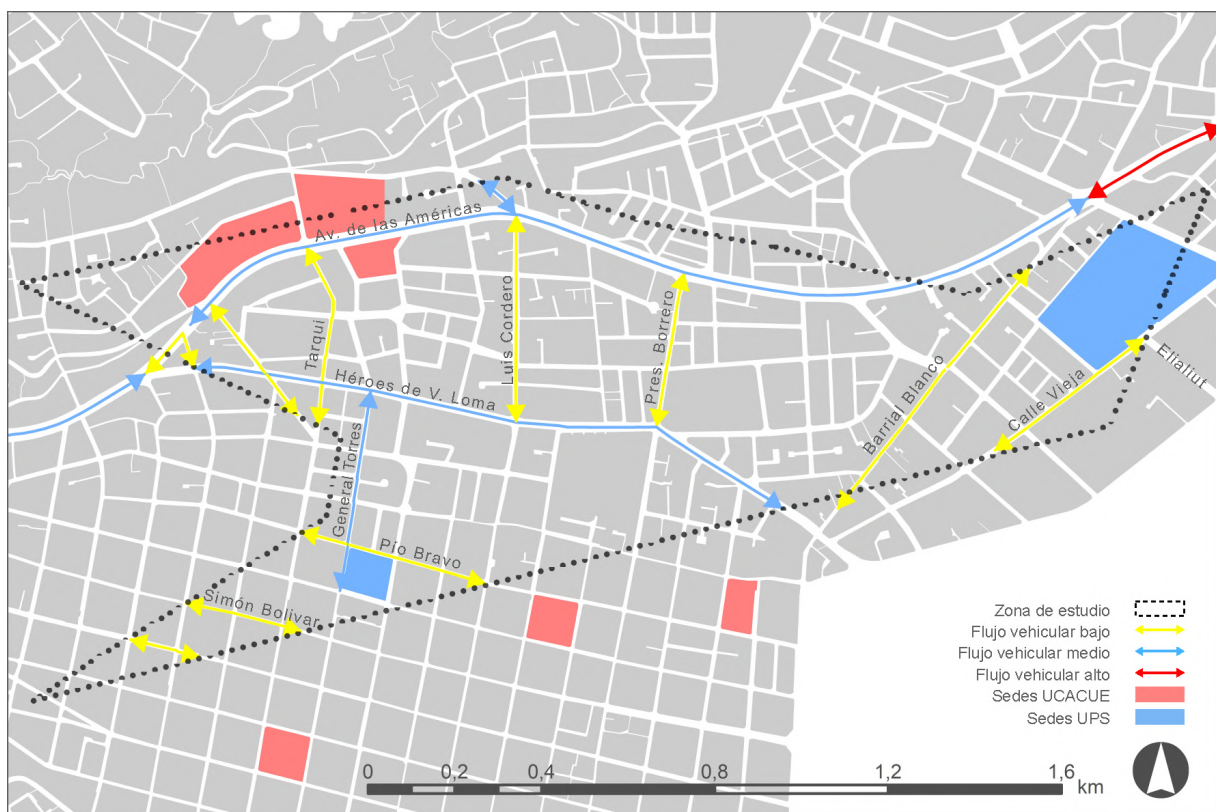 Av. de las Américas
Tarqui
Luis Cordero
Pres. Borrero
Héroes de V. Loma
Barrial Blanco
Calle Vieja
Eliatiut
General Torres
Pío Bravo
Simón Bolivar
Zona de estudio
Flujo vehicular bajo
Flujo vehicular medio
Flujo vehicular alto
Sedes UCACUE
Sedes UPS
0 0,2 0,4 0,8 1,2 1,6
km